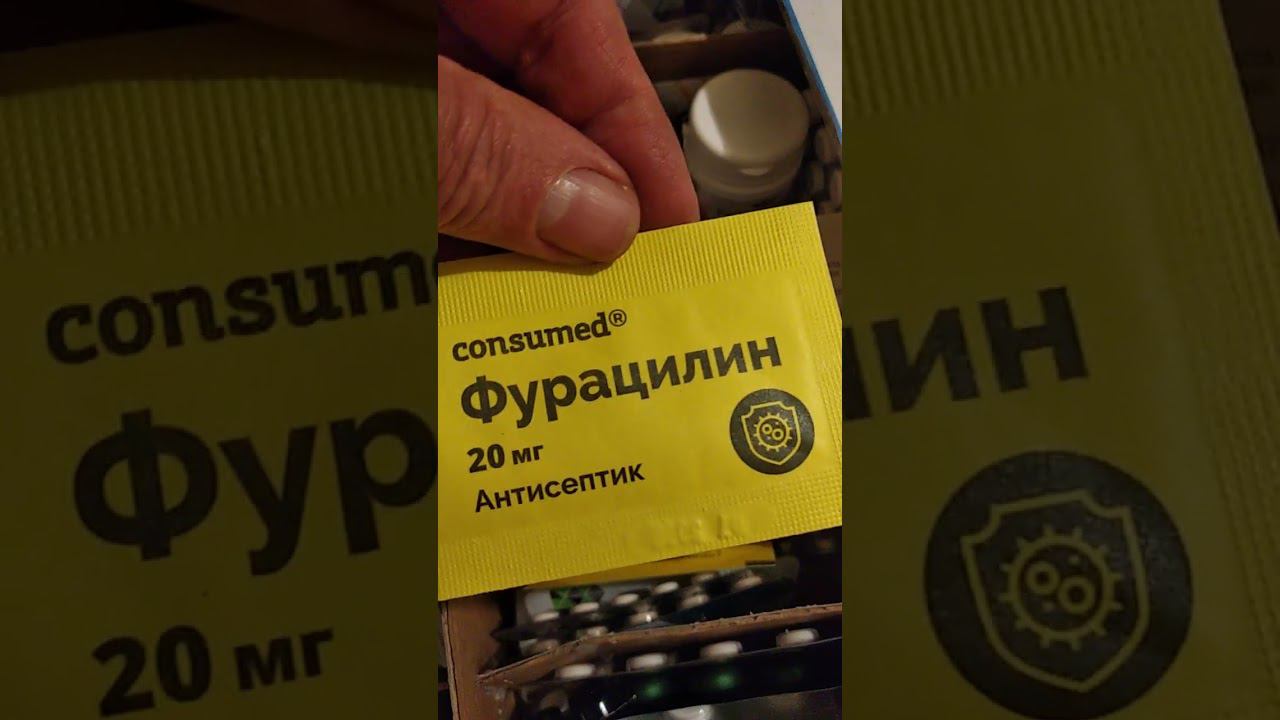 consumed®
Фурацилин
20 мг
Антисептик